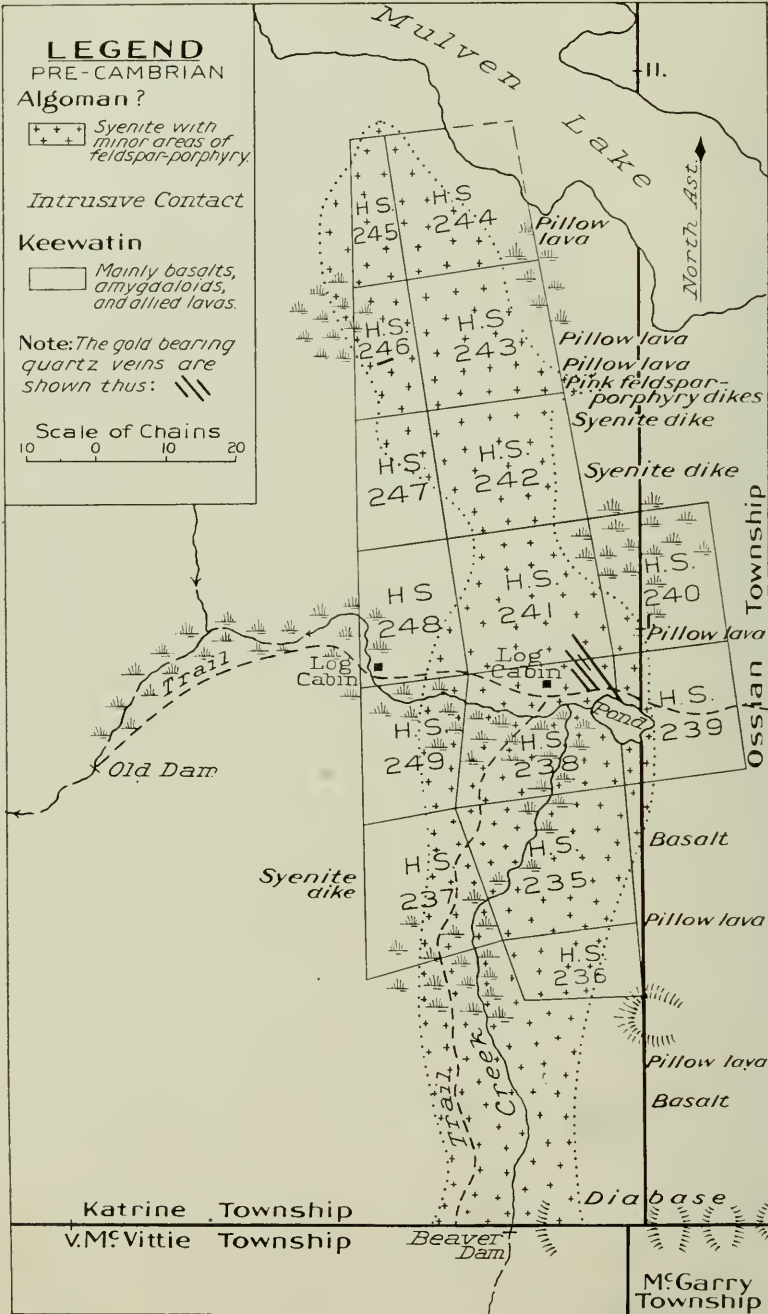 LEGEND
PRE-CAMBRIAN
Algoman?
Syenite with
minor areas of
feldspar-porphyry.
Intrusive Contact
Keewatin
Mainly basalts,
amygdaloids,
and allied lavas.
Note: The gold bearing
quartz veins are
shown thus:
Scale of Chains
10 0 10 20
Mulven Lake
II.
North Ast.
H.S.
245
H.S.
244
Pillow
lava
H.S.
246
H.S.
243
Pillow lava
Pillow lava
Pink feldspar-
porphyry dikes
Syenite dike
H.S.
247
H.S.
242
Syenite dike
H S
248
H.S.
241
H.S.
240
Pillow lava
Ossian Township
Trail
Log
Cabin
Log
Cabin
Pond
H.S.
239
H.S.
249
H.S.
238
Old Dam
Syenite
dike
H.S.
237
H.S.
235
Basalt
Pillow lava
H.S.
236
Pillow lava
Basalt
Trail
Creek
Diabase
Katrine Township
V. McVittie Township
Beaver
Dam
McGarry
Township